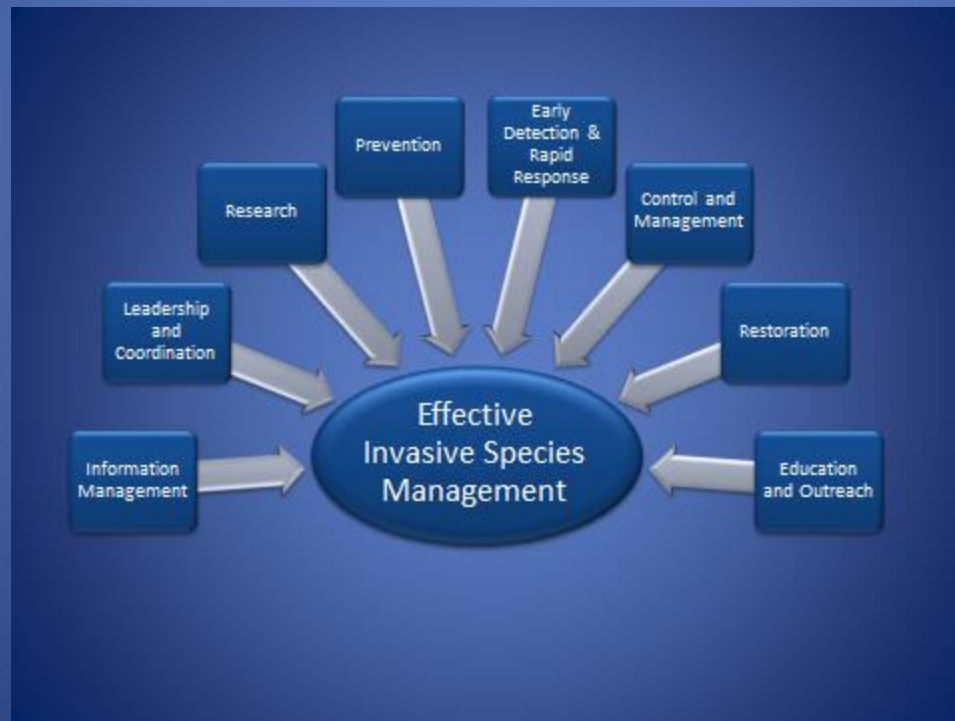 Early
Detection &
Rapid
Response
Prevention
Control and
Management
Research
Leadership
and
Coordination
Restoration
Effective
Invasive Species
Management
Information
Management
Education
and Outreach